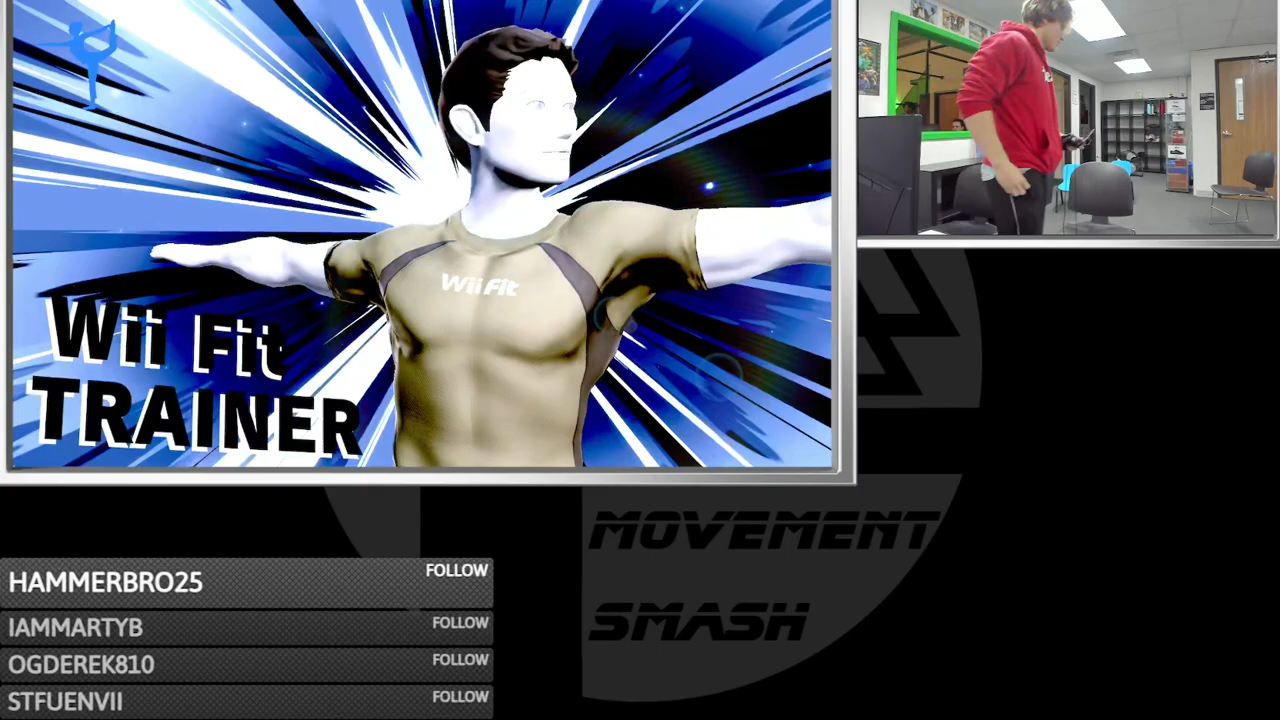 Wii Fit
Wii Fit
TRAINER
MOVEMENT
SMASH
HAMMERBRO25 FOLLOW
IAMMARTYB FOLLOW
OGDEREK810 FOLLOW
STFUENVII FOLLOW